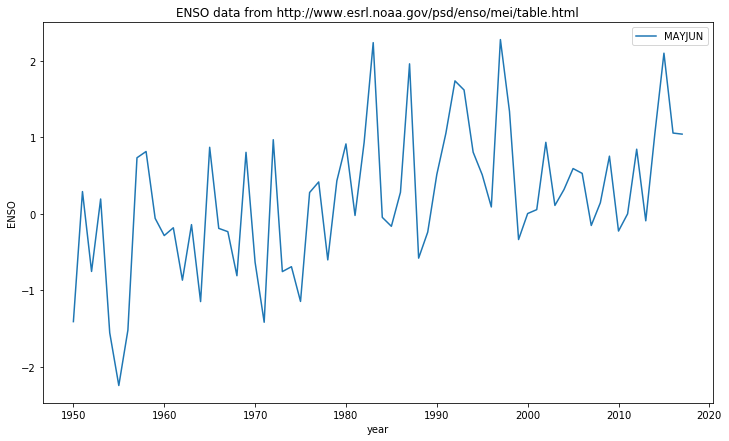 ENSO data from http://www.esrl.noaa.gov/psd/enso/mei/table.html
MAYJUN
2
1
0
−1
−2
ENSO
1950 1960 1970 1980 1990 2000 2010 2020
year